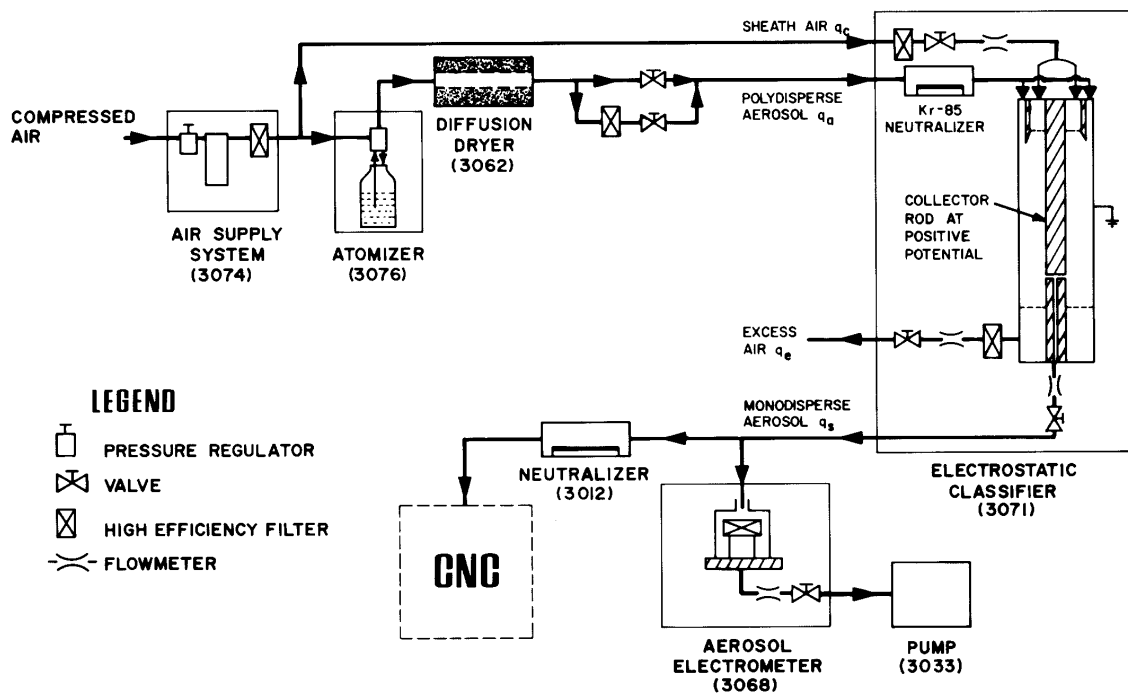 SHEATH AIR qc
COMPRESSED
AIR
DIFFUSION
DRYER
(3062)
POLYDISPERSE
AEROSOL qa
Kr-85
NEUTRALIZER
COLLECTOR
ROD AT
POSITIVE
POTENTIAL
AIR SUPPLY
SYSTEM
(3074)
ATOMIZER
(3076)
EXCESS
AIR qe
LEGEND
PRESSURE REGULATOR
VALVE
HIGH EFFICIENCY FILTER
FLOWMETER
MONODISPERSE
AEROSOL qs
NEUTRALIZER
(3012)
ELECTROSTATIC
CLASSIFIER
(3071)
CNC
AEROSOL
ELECTROMETER
(3068)
PUMP
(3033)